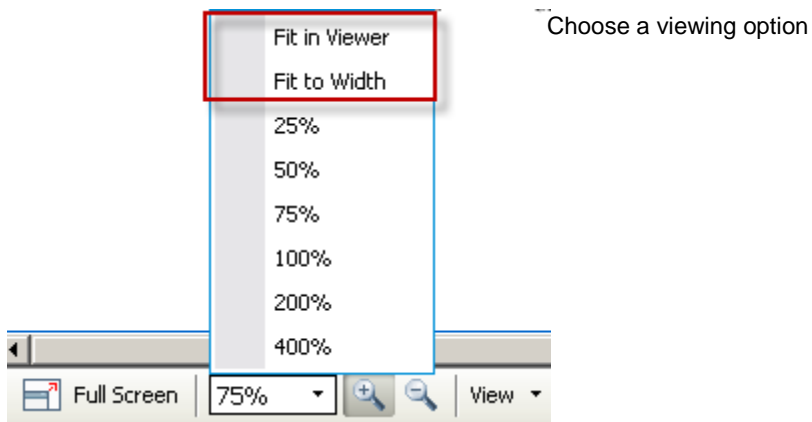 Choose a viewing option
Fit in Viewer
Fit to Width
25%
50%
75%
100%
200%
400%
Full Screen 75% View